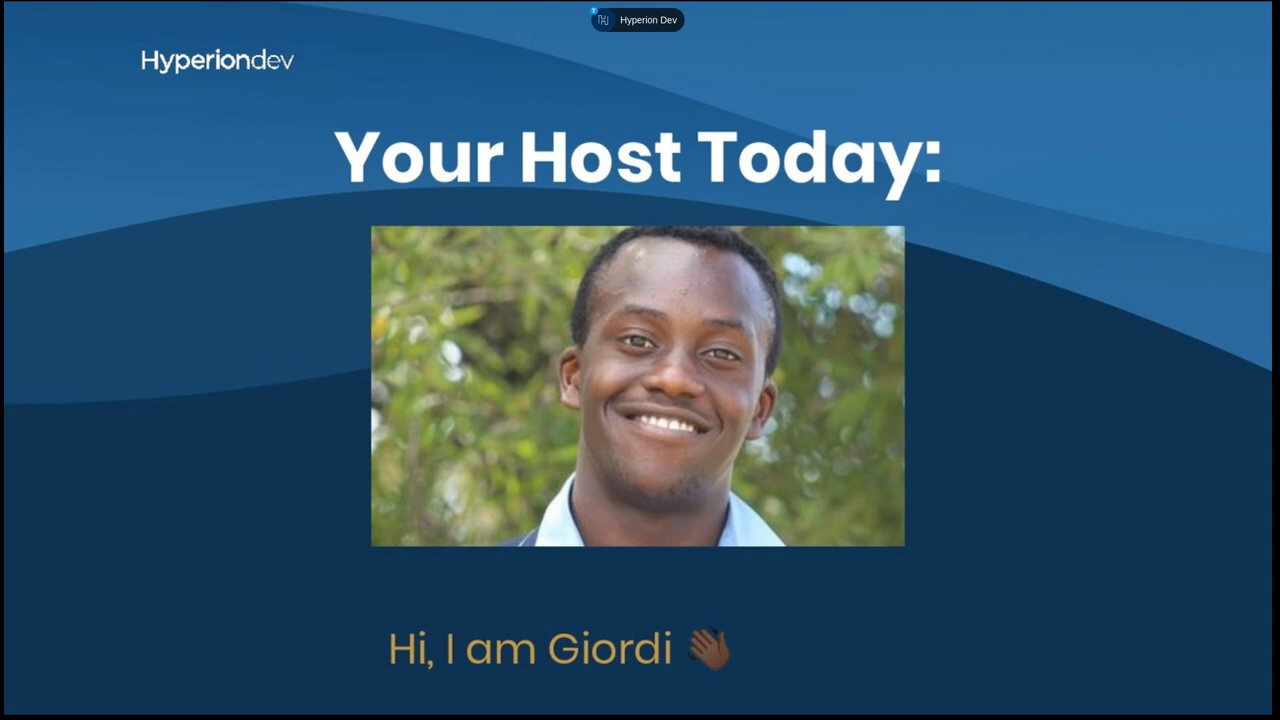 Hyperion Dev
Hyperiondev
Your Host Today:
Hi, I am Giordi 👋🏿